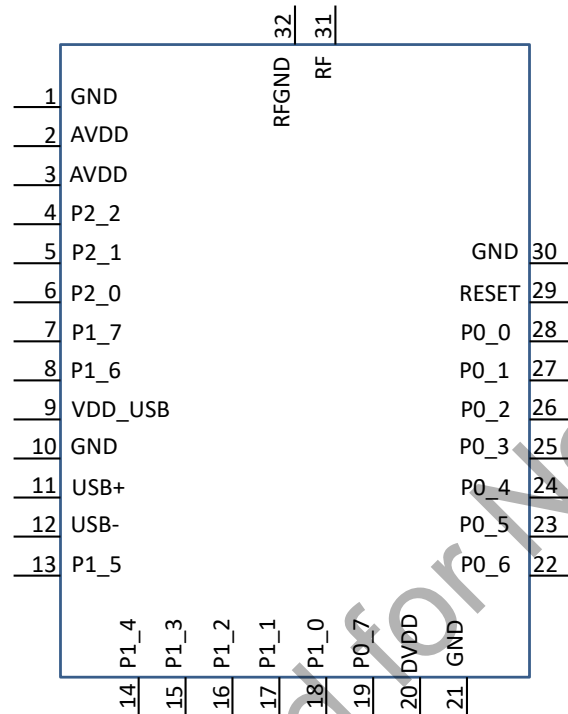 32 31
RFGND RF
1 GND
2 AVDD
3 AVDD
4 P2_2
5 P2_1
6 P2_0
7 P1_7
8 P1_6
9 VDD_USB
10 GND
11 USB+
12 USB-
13 P1_5
GND 30
RESET 29
P0_0 28
P0_1 27
P0_2 26
P0_3 25
P0_4 24
P0_5 23
P0_6 22
P1_4 P1_3 P1_2 P1_1 P1_0 P0_7 DVDD GND
14 15 16 17 18 19 20 21
d for Ne